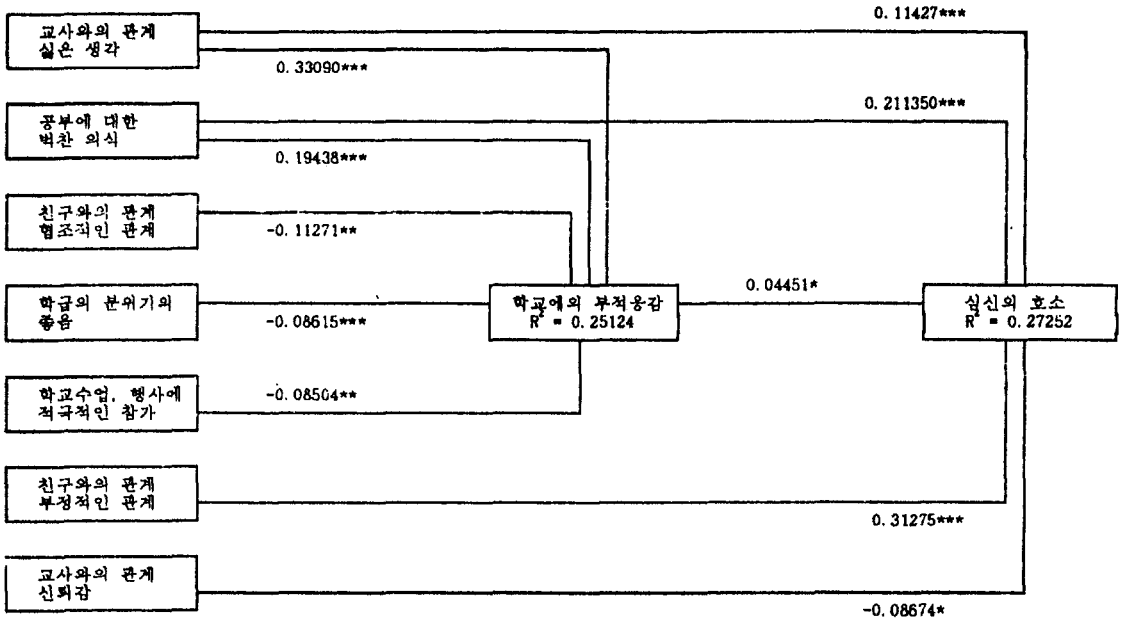 0.11427***
교사와의 관계
싫은 생각
0.33090***
0.211350***
공부에 대한
벅찬 의식
0.19438***
친구와의 관계
협조적인 관계
-0.11271**
학급의 분위기의
좋음
-0.08615***
학교에의 부적응감
R² = 0.25124
0.04451*
심신의 호소
R² = 0.27252
학교수업, 행사에
적극적인 참가
-0.08504**
친구와의 관계
부정적인 관계
0.31275***
교사와의 관계
신뢰감
-0.08674*